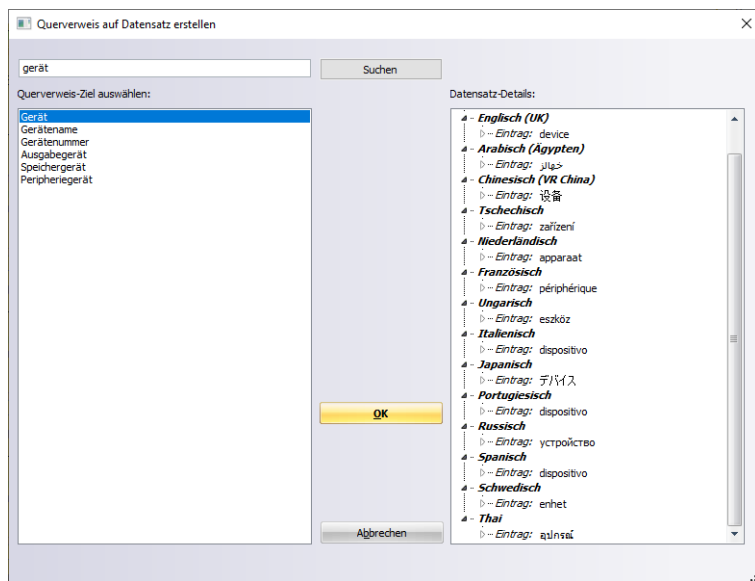 Querverweis auf Datensatz erstellen
gerät
Suchen
Querverweis-Ziel auswählen:
Datensatz-Details:
Gerät
Gerätename
Gerätenummer
Ausgabegerät
Speichergerät
Peripheriegerät
OK
Abbrechen
Englisch (UK)
Eintrag: device
Arabisch (Ägypten)
Eintrag: جهاز
Chinesisch (VR China)
Eintrag: 设备
Tschechisch
Eintrag: zařízení
Niederländisch
Eintrag: apparaat
Französisch
Eintrag: périphérique
Ungarisch
Eintrag: eszköz
Italienisch
Eintrag: dispositivo
Japanisch
Eintrag: デバイス
Portugiesisch
Eintrag: dispositivo
Russisch
Eintrag: устройство
Spanisch
Eintrag: dispositivo
Schwedisch
Eintrag: enhet
Thai
Eintrag: อุปกรณ์